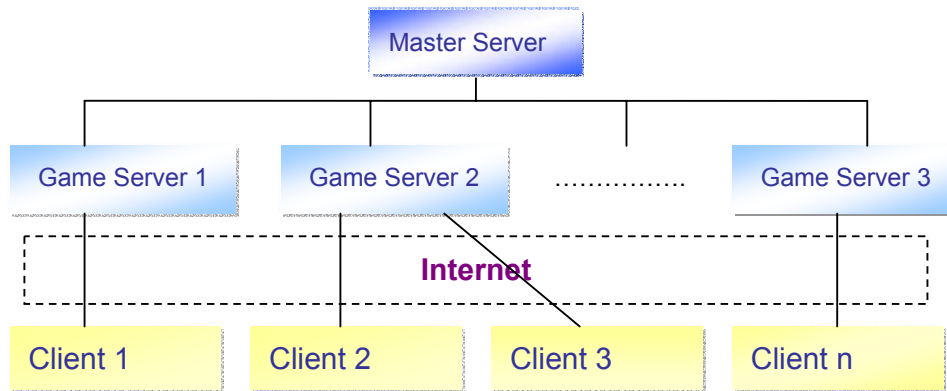 Master Server
Game Server 1
Game Server 2
................
Game Server 3
Internet
Client 1
Client 2
Client 3
Client n